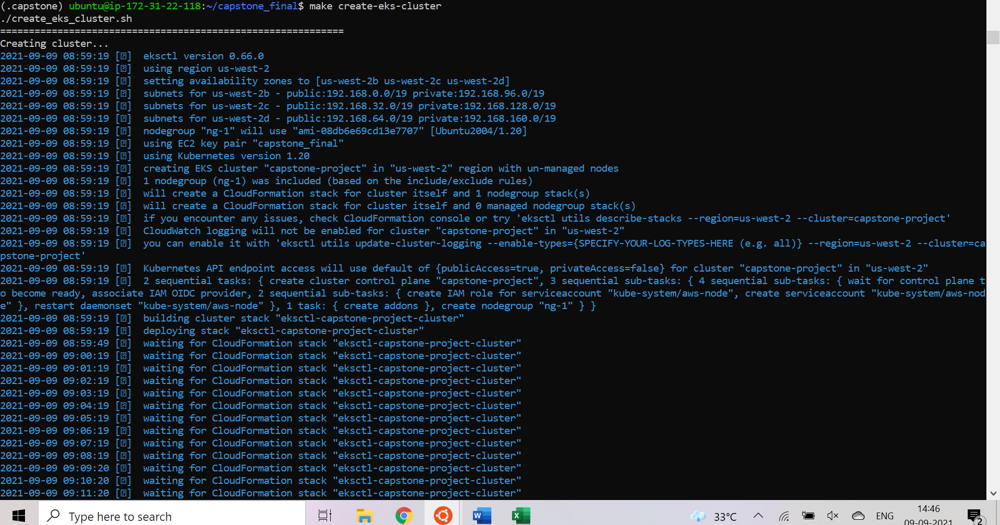 (.capstone) ubuntu@ip-172-31-22-118:~/capstone_final$ make create-eks-cluster
./create_eks_cluster.sh
============================================================
Creating cluster...
2021-09-09 08:59:19 [ℹ]  eksctl version 0.66.0
2021-09-09 08:59:19 [ℹ]  using region us-west-2
2021-09-09 08:59:19 [ℹ]  setting availability zones to [us-west-2b us-west-2c us-west-2d]
2021-09-09 08:59:19 [ℹ]  subnets for us-west-2b - public:192.168.0.0/19 private:192.168.96.0/19
2021-09-09 08:59:19 [ℹ]  subnets for us-west-2c - public:192.168.32.0/19 private:192.168.128.0/19
2021-09-09 08:59:19 [ℹ]  subnets for us-west-2d - public:192.168.64.0/19 private:192.168.160.0/19
2021-09-09 08:59:19 [ℹ]  nodegroup "ng-1" will use "ami-08db6e69cd13e7707" [Ubuntu2004/1.20]
2021-09-09 08:59:19 [ℹ]  using EC2 key pair "capstone_final"
2021-09-09 08:59:19 [ℹ]  using Kubernetes version 1.20
2021-09-09 08:59:19 [ℹ]  creating EKS cluster "capstone-project" in "us-west-2" region with un-managed nodes
2021-09-09 08:59:19 [ℹ]  1 nodegroup (ng-1) was included (based on the include/exclude rules)
2021-09-09 08:59:19 [ℹ]  will create a CloudFormation stack for cluster itself and 1 nodegroup stack(s)
2021-09-09 08:59:19 [ℹ]  will create a CloudFormation stack for cluster itself and 0 managed nodegroup stack(s)
2021-09-09 08:59:19 [ℹ]  if you encounter any issues, check CloudFormation console or try 'eksctl utils describe-stacks --region=us-west-2 --cluster=capstone-project'
2021-09-09 08:59:19 [ℹ]  CloudWatch logging will not be enabled for cluster "capstone-project" in "us-west-2"
2021-09-09 08:59:19 [ℹ]  you can enable it with 'eksctl utils update-cluster-logging --enable-types={SPECIFY-YOUR-LOG-TYPES-HERE (e.g. all)} --region=us-west-2 --cluster=ca
pstone-project'
2021-09-09 08:59:19 [ℹ]  Kubernetes API endpoint access will use default of {publicAccess=true, privateAccess=false} for cluster "capstone-project" in "us-west-2"
2021-09-09 08:59:19 [ℹ]  2 sequential tasks: { create cluster control plane "capstone-project", 3 sequential sub-tasks: { 4 sequential sub-tasks: { wait for control plane t
o become ready, associate IAM OIDC provider, 2 sequential sub-tasks: { create IAM role for serviceaccount "kube-system/aws-node", create serviceaccount "kube-system/aws-nod
e" }, restart daemonset "kube-system/aws-node" }, 1 task: { create addons }, create nodegroup "ng-1" } }
2021-09-09 08:59:19 [ℹ]  building cluster stack "eksctl-capstone-project-cluster"
2021-09-09 08:59:19 [ℹ]  deploying stack "eksctl-capstone-project-cluster"
2021-09-09 08:59:49 [ℹ]  waiting for CloudFormation stack "eksctl-capstone-project-cluster"
2021-09-09 09:00:19 [ℹ]  waiting for CloudFormation stack "eksctl-capstone-project-cluster"
2021-09-09 09:01:19 [ℹ]  waiting for CloudFormation stack "eksctl-capstone-project-cluster"
2021-09-09 09:02:19 [ℹ]  waiting for CloudFormation stack "eksctl-capstone-project-cluster"
2021-09-09 09:03:19 [ℹ]  waiting for CloudFormation stack "eksctl-capstone-project-cluster"
2021-09-09 09:04:19 [ℹ]  waiting for CloudFormation stack "eksctl-capstone-project-cluster"
2021-09-09 09:05:19 [ℹ]  waiting for CloudFormation stack "eksctl-capstone-project-cluster"
2021-09-09 09:06:19 [ℹ]  waiting for CloudFormation stack "eksctl-capstone-project-cluster"
2021-09-09 09:07:19 [ℹ]  waiting for CloudFormation stack "eksctl-capstone-project-cluster"
2021-09-09 09:08:19 [ℹ]  waiting for CloudFormation stack "eksctl-capstone-project-cluster"
2021-09-09 09:09:20 [ℹ]  waiting for CloudFormation stack "eksctl-capstone-project-cluster"
2021-09-09 09:10:20 [ℹ]  waiting for CloudFormation stack "eksctl-capstone-project-cluster"
2021-09-09 09:11:20 [ℹ]  waiting for CloudFormation stack "eksctl-capstone-project-cluster"
Type here to search
33°C
ENG
14:46
09-09-2021
2